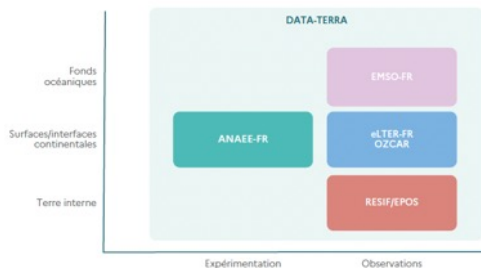 DATA-TERRA
Fonds
océaniques
EMSO-FR
Surfaces/interfaces
continentales
ANAEE-FR
eLTER-FR
OZCAR
Terre interne
RESIF/EPOS
Expérimentation
Observations